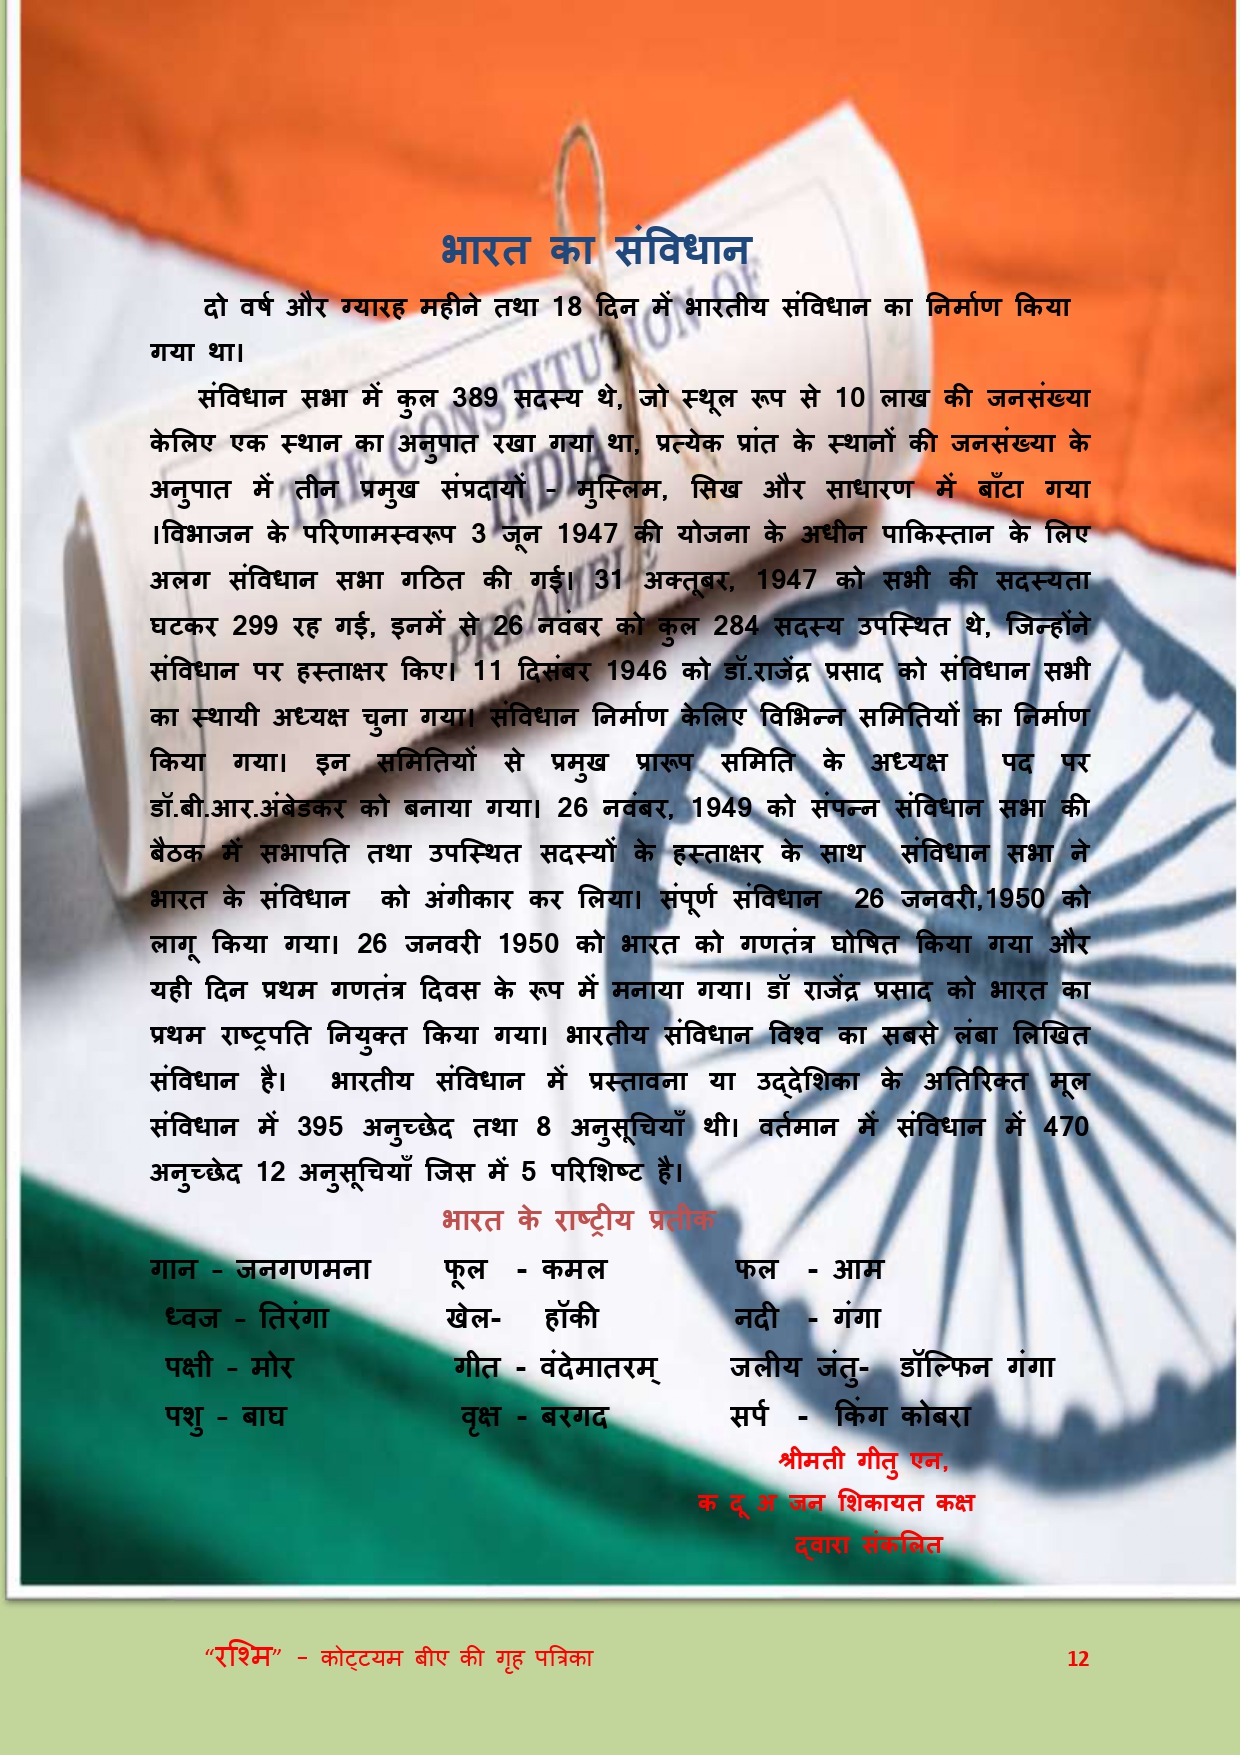 भारत का संविधान
दो वर्ष और ग्यारह महीने तथा 18 दिन में भारतीय संविधान का निर्माण किया
गया था।
संविधान सभा में कुल 389 सदस्य थे, जो स्थूल रूप से 10 लाख की जनसंख्या
केलिए एक स्थान का अनुपात रखा गया था, प्रत्येक प्रांत के स्थानों की जनसंख्या के
अनुपात में तीन प्रमुख संप्रदायों – मुस्लिम, सिख और साधारण में बाँटा गया
।विभाजन के परिणामस्वरूप 3 जून 1947 की योजना के अधीन पाकिस्तान के लिए
अलग संविधान सभा गठित की गई। 31 अक्तूबर, 1947 को सभी की सदस्यता
घटकर 299 रह गई, इनमें से 26 नवंबर को कुल 284 सदस्य उपस्थित थे, जिन्होंने
संविधान पर हस्ताक्षर किए। 11 दिसंबर 1946 को डॉ.राजेंद्र प्रसाद को संविधान सभी
का स्थायी अध्यक्ष चुना गया। संविधान निर्माण केलिए विभिन्न समितियों का निर्माण
किया गया। इन समितियों से प्रमुख प्रारूप समिति के अध्यक्ष पद पर
डॉ.बी.आर.अंबेडकर को बनाया गया। 26 नवंबर, 1949 को संपन्न संविधान सभा की
बैठक में सभापति तथा उपस्थित सदस्यों के हस्ताक्षर के साथ संविधान सभा ने
भारत के संविधान को अंगीकार कर लिया। संपूर्ण संविधान 26 जनवरी,1950 को
लागू किया गया। 26 जनवरी 1950 को भारत को गणतंत्र घोषित किया गया और
यही दिन प्रथम गणतंत्र दिवस के रूप में मनाया गया। डॉ राजेंद्र प्रसाद को भारत का
प्रथम राष्ट्रपति नियुक्त किया गया। भारतीय संविधान विश्व का सबसे लंबा लिखित
संविधान है। भारतीय संविधान में प्रस्तावना या उद्देशिका के अतिरिक्त मूल
संविधान में 395 अनुच्छेद तथा 8 अनुसूचियाँ थी। वर्तमान में संविधान में 470
अनुच्छेद 12 अनुसूचियाँ जिस में 5 परिशिष्ट है।
भारत के राष्ट्रीय प्रतीक
गान – जनगणमना फूल - कमल फल - आम
ध्वज – तिरंगा खेल- हॉकी नदी - गंगा
पक्षी – मोर गीत - वंदेमातरम् जलीय जंतु- डॉल्फिन गंगा
पशु – बाघ वृक्ष - बरगद सर्प - किंग कोबरा
श्रीमती गीतु एन,
क दू अ जन शिकायत कक्ष
द्वारा संकलित
“रश्मि” – कोट्टयम बीए की गृह पत्रिका 12
THE CONSTITUTION OF
INDIA
PREAMBLE